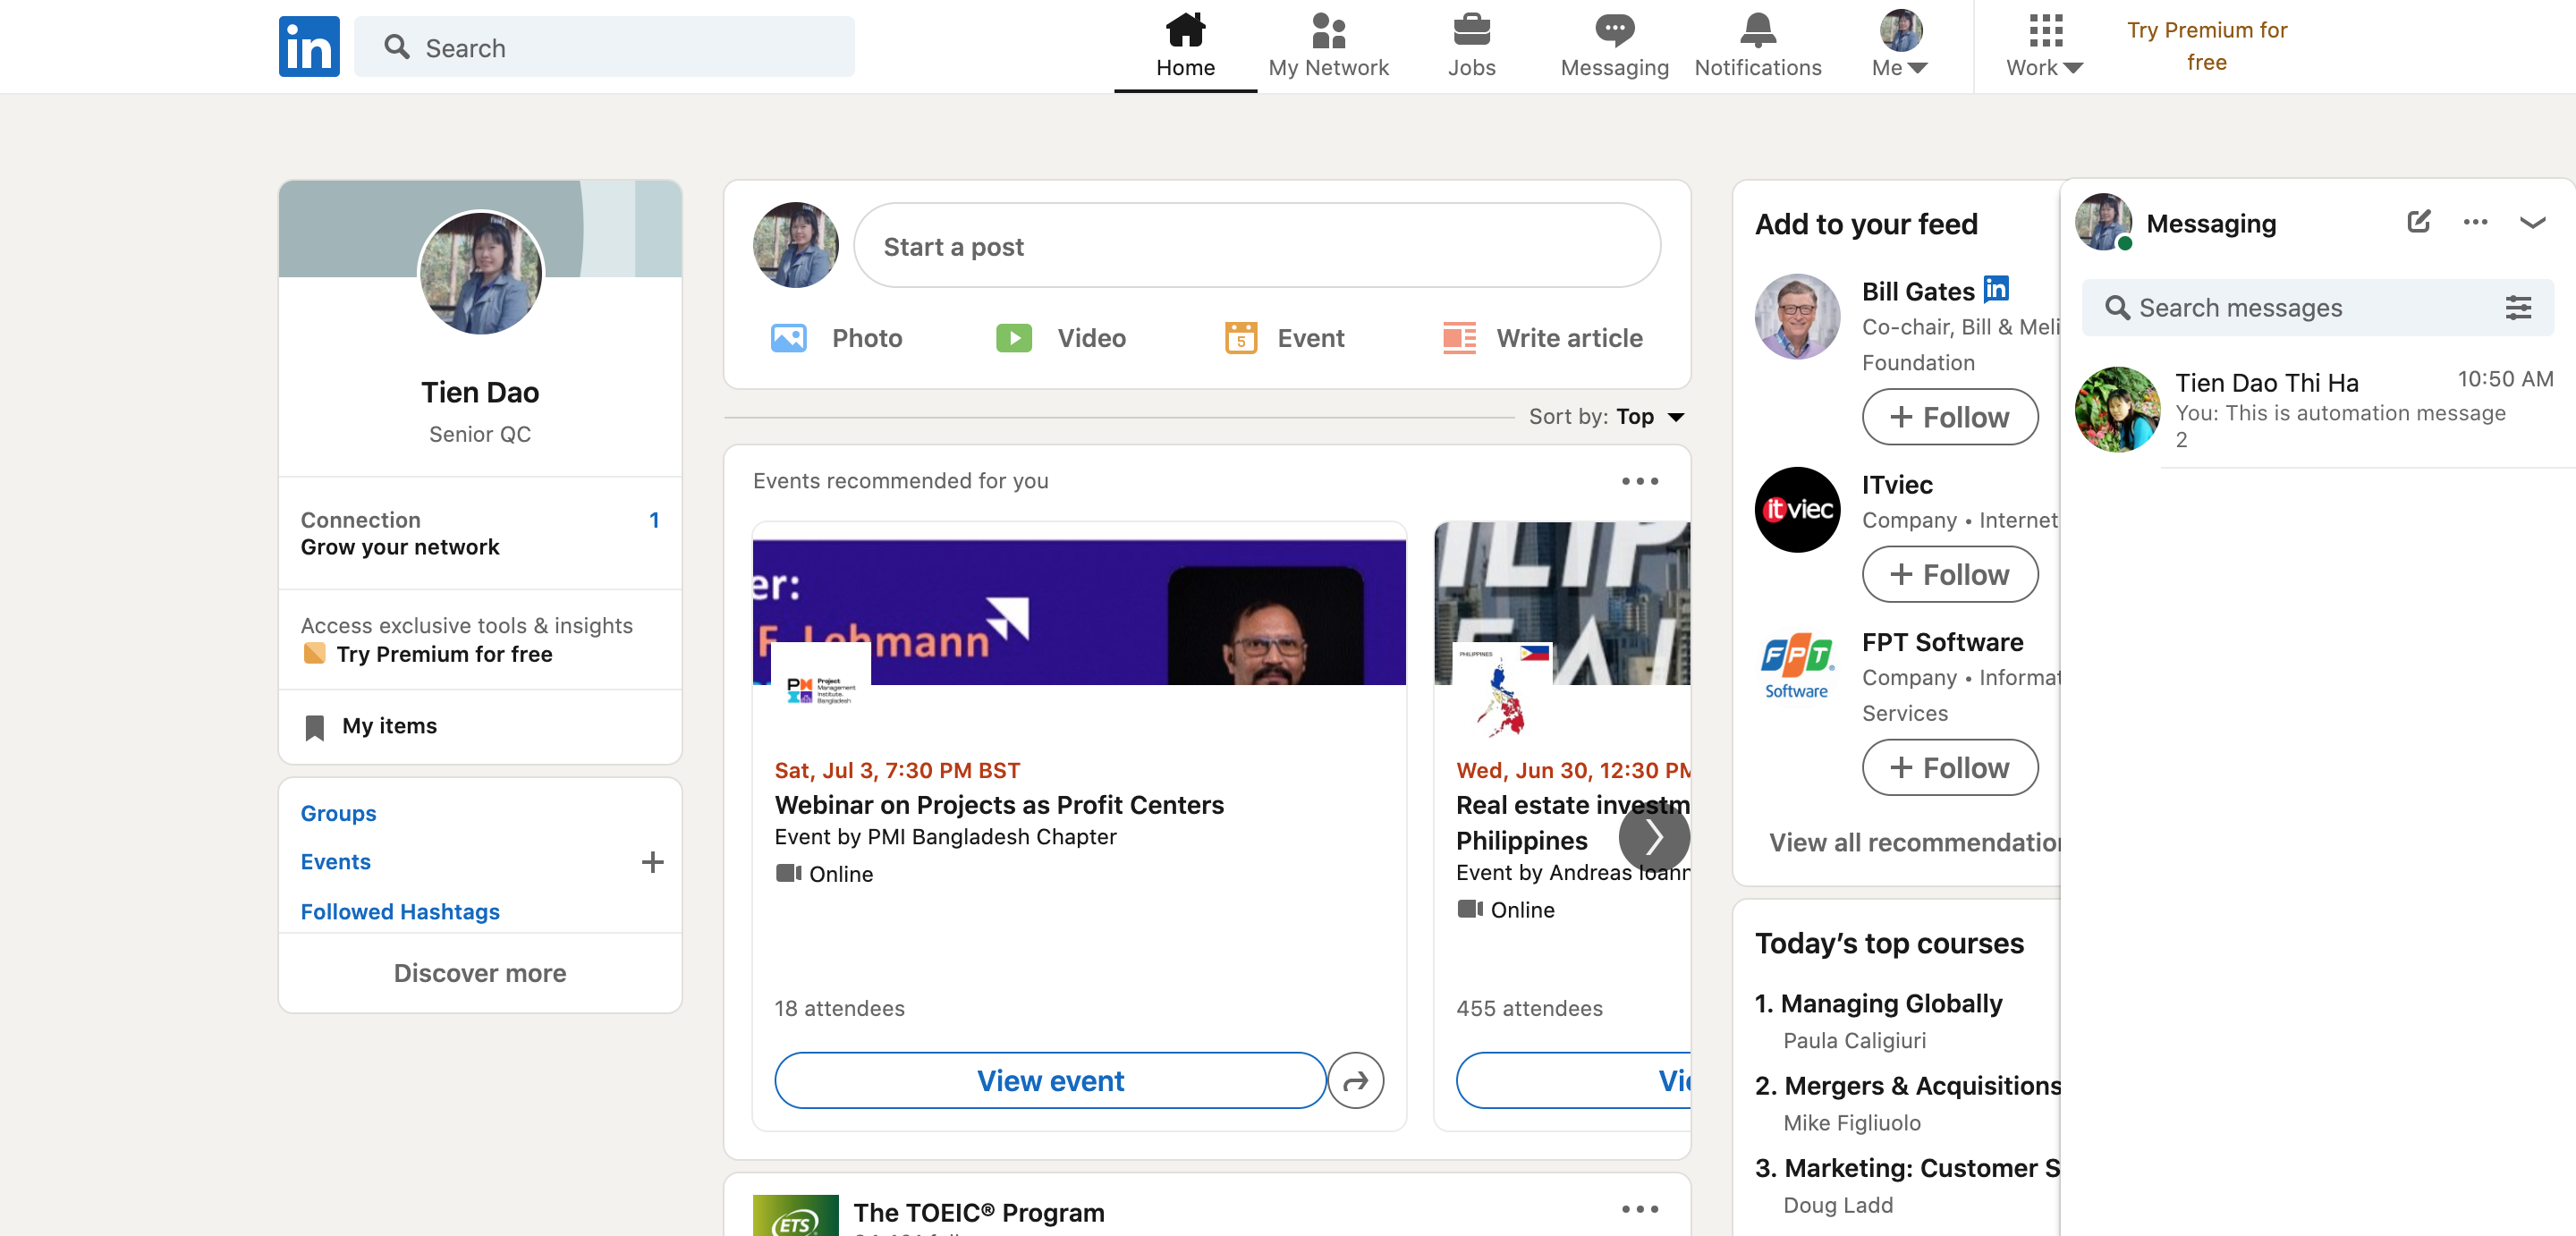 in
Search
Home
My Network
Jobs
Messaging
Notifications
Me
Work
Try Premium for
free
Tien Dao
Senior QC
Connection 1
Grow your network
Access exclusive tools & insights
Try Premium for free
My items
Groups
Events
Followed Hashtags
Discover more
Start a post
Photo
Video
5
Event
Write article
Sort by: Top
Events recommended for you
er:
F. Lohmann
Project
Management
Institute.
Bangladesh
Sat, Jul 3, 7:30 PM BST
Webinar on Projects as Profit Centers
Event by PMI Bangladesh Chapter
Online
18 attendees
View event
PHILIPPINES
Wed, Jun 30, 12:30 PM
Real estate investm
Philippines
Event by Andreas Ioann
Online
455 attendees
Vie
ETS
The TOEIC® Program
Add to your feed
Bill Gates in
Co-chair, Bill & Meli
Foundation
+ Follow
itviec
ITviec
Company • Internet
+ Follow
FPT
Software
FPT Software
Company • Informat
Services
+ Follow
View all recommendation
Today's top courses
1. Managing Globally
Paula Caligiuri
2. Mergers & Acquisitions
Mike Figliuolo
3. Marketing: Customer S
Doug Ladd
Messaging
Search messages
Tien Dao Thi Ha 10:50 AM
You: This is automation message
2